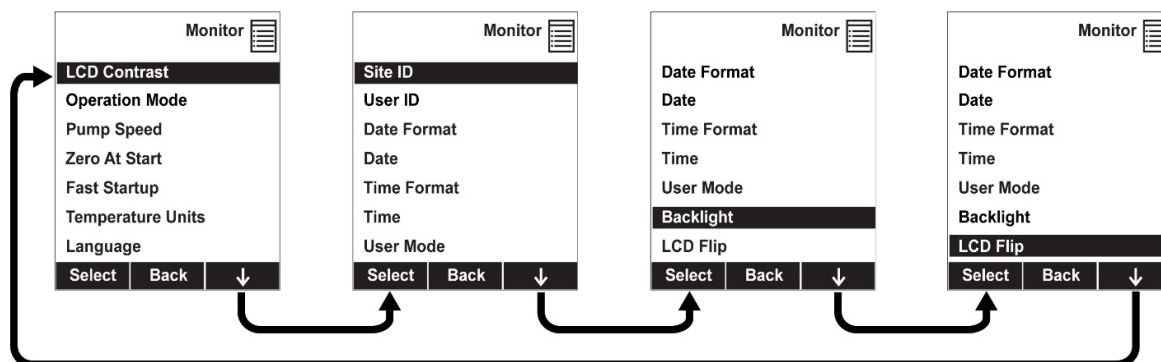 Monitor
LCD Contrast
Operation Mode
Pump Speed
Zero At Start
Fast Startup
Temperature Units
Language
Select Back ↓
Monitor
Site ID
User ID
Date Format
Date
Time Format
Time
User Mode
Select Back ↓
Monitor
Date Format
Date
Time Format
Time
User Mode
Backlight
LCD Flip
Select Back ↓
Monitor
Date Format
Date
Time Format
Time
User Mode
Backlight
LCD Flip
Select Back ↓